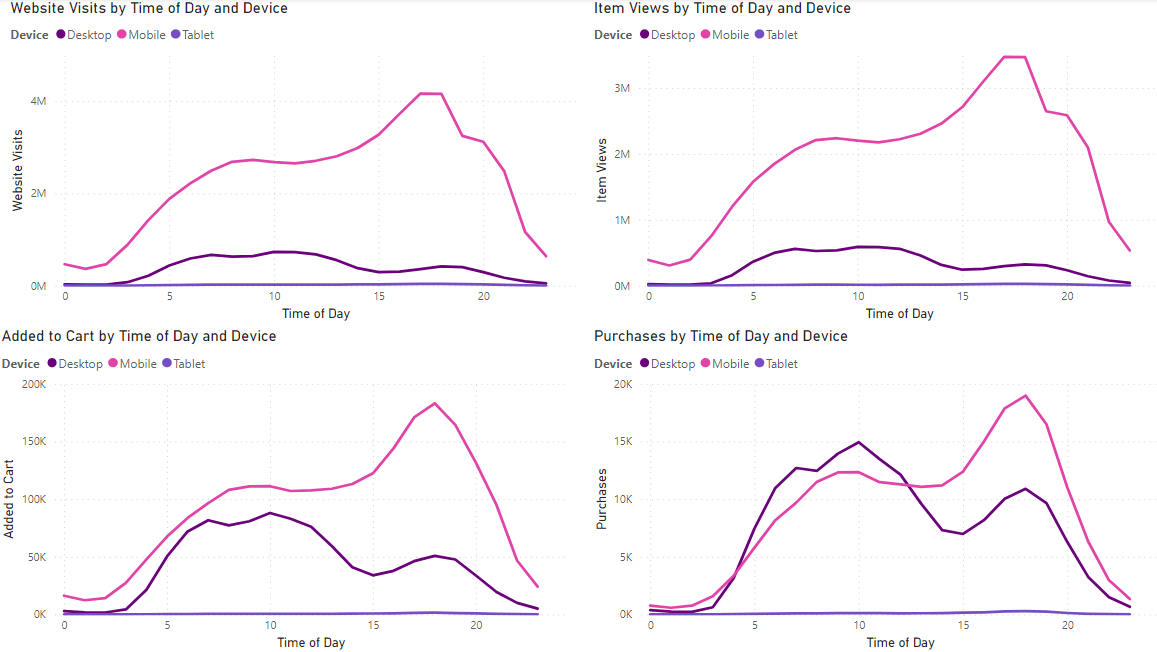 Website Visits by Time of Day and Device
Device Desktop Mobile Tablet
4M
2M
0M
Website Visits
0 5 10 15 20
Time of Day
Item Views by Time of Day and Device
Device Desktop Mobile Tablet
3M
2M
1M
0M
Item Views
0 5 10 15 20
Time of Day
Added to Cart by Time of Day and Device
Device Desktop Mobile Tablet
200K
150K
100K
50K
0K
Added to Cart
0 5 10 15 20
Time of Day
Purchases by Time of Day and Device
Device Desktop Mobile Tablet
20K
15K
10K
5K
0K
Purchases
0 5 10 15 20
Time of Day